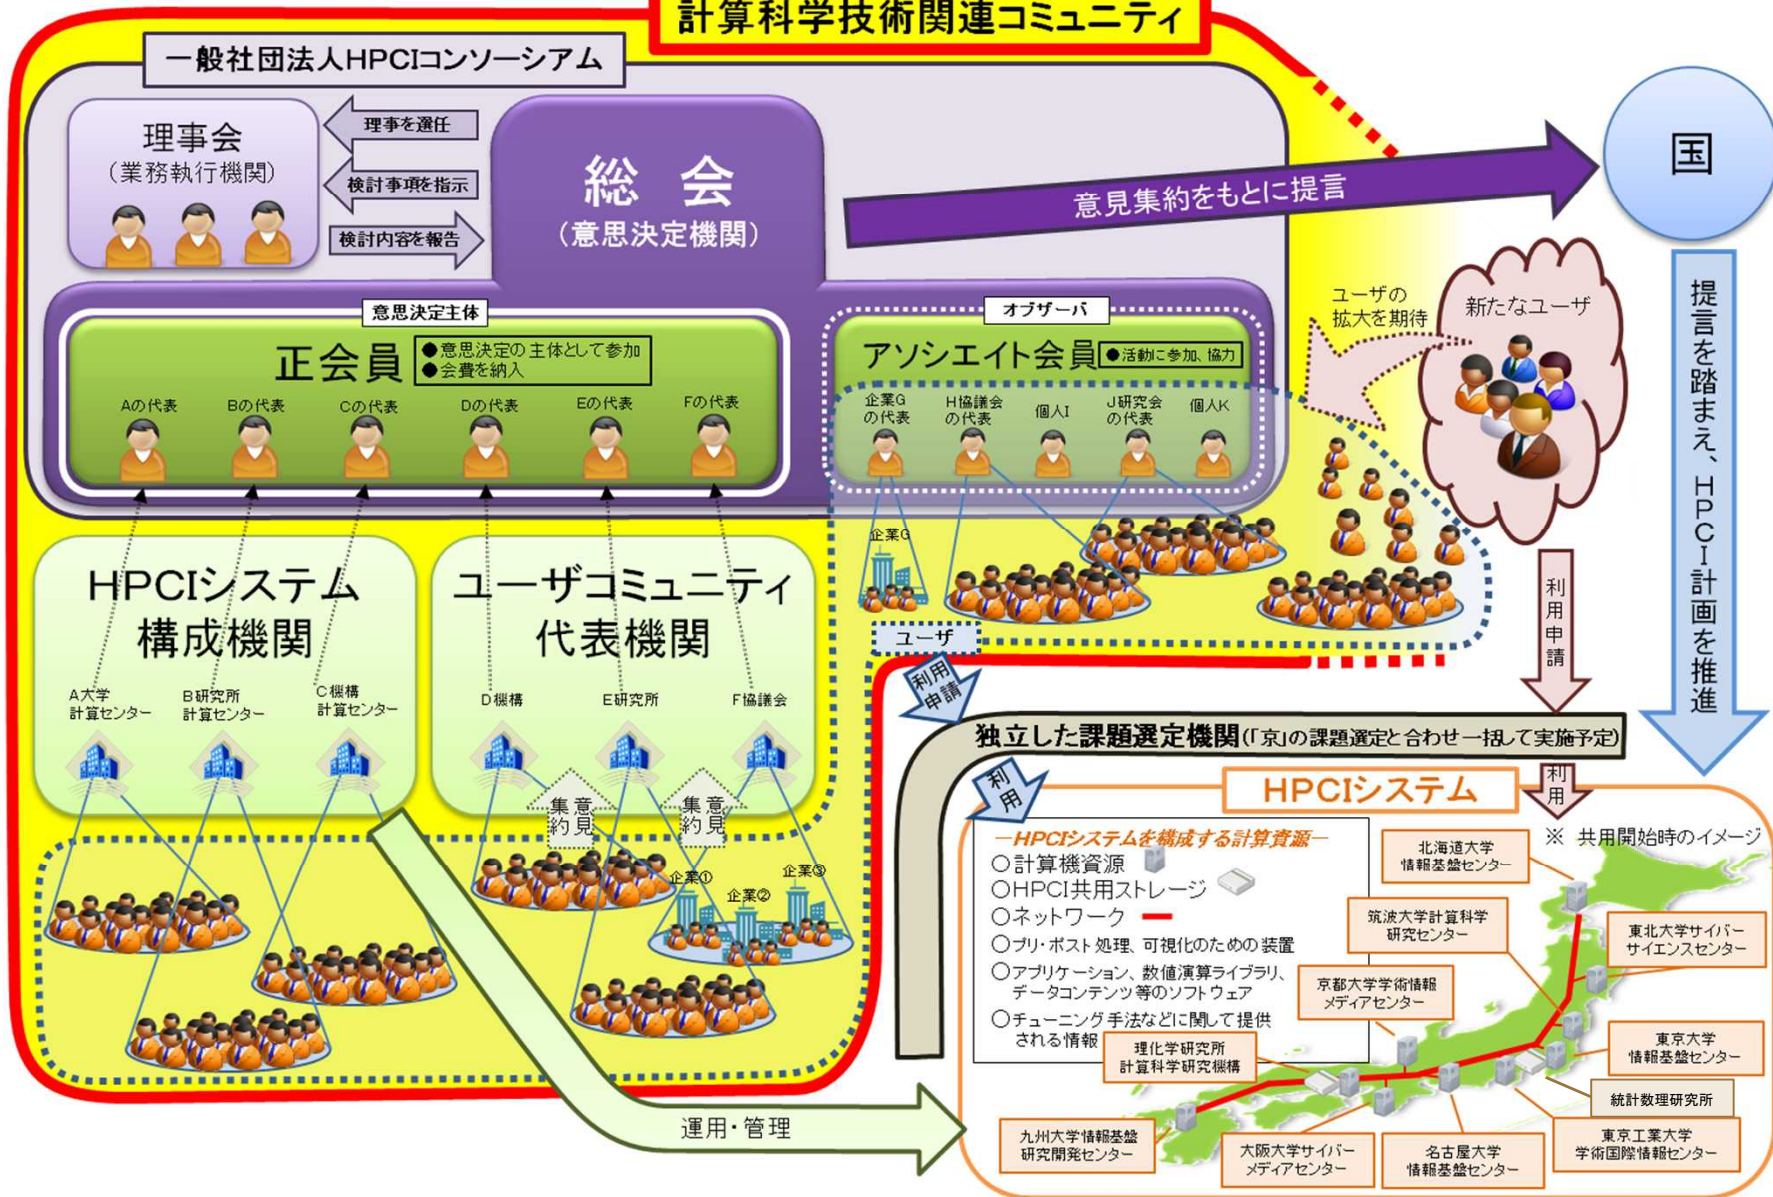 計算科学技術関連コミュニティ
一般社団法人HPCIコンソーシアム
理事会
(業務執行機関)
理事を選任
検討事項を指示
検討内容を報告
総 会
(意思決定機関)
意見集約をもとに提言
国
意思決定主体
正会員
●意思決定の主体として参加
●会費を納入
Aの代表
Bの代表
Cの代表
Dの代表
Eの代表
Fの代表
オブザーバ
アソシエイト会員
●活動に参加、協力
企業G
の代表
H協議会
の代表
個人I
J研究会
の代表
個人K
ユーザの
拡大を期待
新たなユーザ
提言を踏まえ、HPCI計画を推進
HPCIシステム
構成機関
A大学
計算センター
B研究所
計算センター
C機構
計算センター
ユーザコミュニティ
代表機関
D機構
E研究所
F協議会
企業G
ユーザ
利用
申請
利用申請
意見
集約
意見
集約
企業①
企業②
企業③
独立した課題選定機関(「京」の課題選定と合わせ一括して実施予定)
利用
利用
HPCIシステム
―HPCIシステムを構成する計算資源―
○計算機資源
○HPCI共用ストレージ
○ネットワーク
○プリ・ポスト処理、可視化のための装置
○アプリケーション、数値演算ライブラリ、
データコンテンツ等のソフトウェア
○チューニング手法などに関して提供
される情報
※ 共用開始時のイメージ
北海道大学
情報基盤センター
筑波大学計算科学
研究センター
東北大学サイバー
サイエンスセンター
京都大学学術情報
メディアセンター
理化学研究所
計算科学研究機構
東京大学
情報基盤センター
統計数理研究所
九州大学情報基盤
研究開発センター
大阪大学サイバー
メディアセンター
名古屋大学
情報基盤センター
東京工業大学
学術国際情報センター
運用・管理